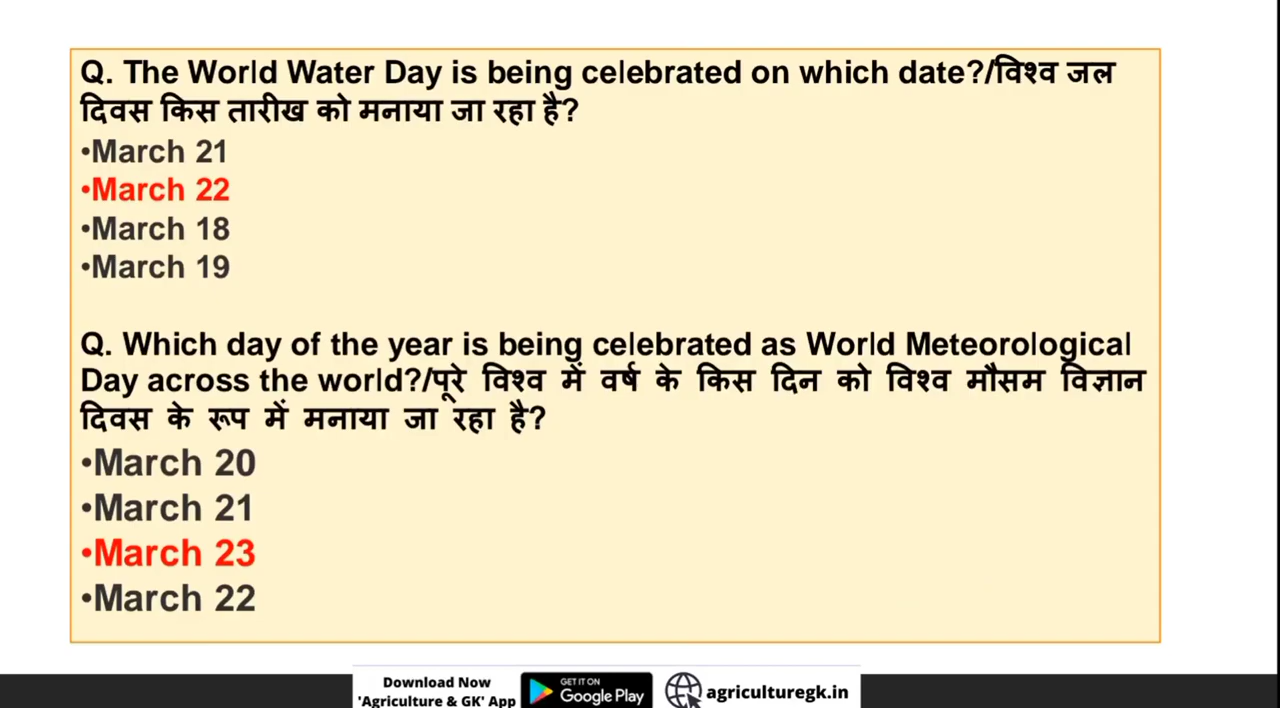 Q. The World Water Day is being celebrated on which date?/विश्व जल
दिवस किस तारीख को मनाया जा रहा है?
•March 21
•March 22
•March 18
•March 19
Q. Which day of the year is being celebrated as World Meteorological
Day across the world?/पूरे विश्व में वर्ष के किस दिन को विश्व मौसम विज्ञान
दिवस के रूप में मनाया जा रहा है?
•March 20
•March 21
•March 23
•March 22
Download Now
'Agriculture & GK' App
GET IT ON
Google Play
agriculturegk.in